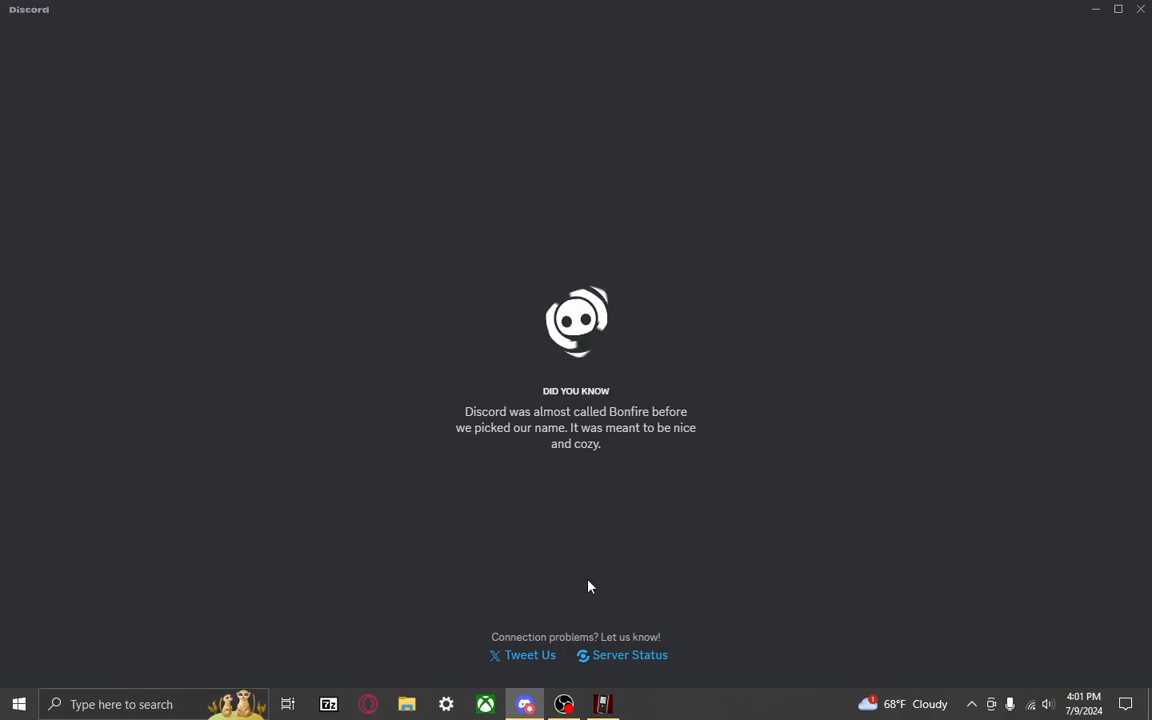 Discord
DID YOU KNOW
Discord was almost called Bonfire before
we picked our name. It was meant to be nice
and cozy.
Connection problems? Let us know!
Tweet Us Server Status
Type here to search
7z
1
68°F Cloudy
4:01 PM
7/9/2024